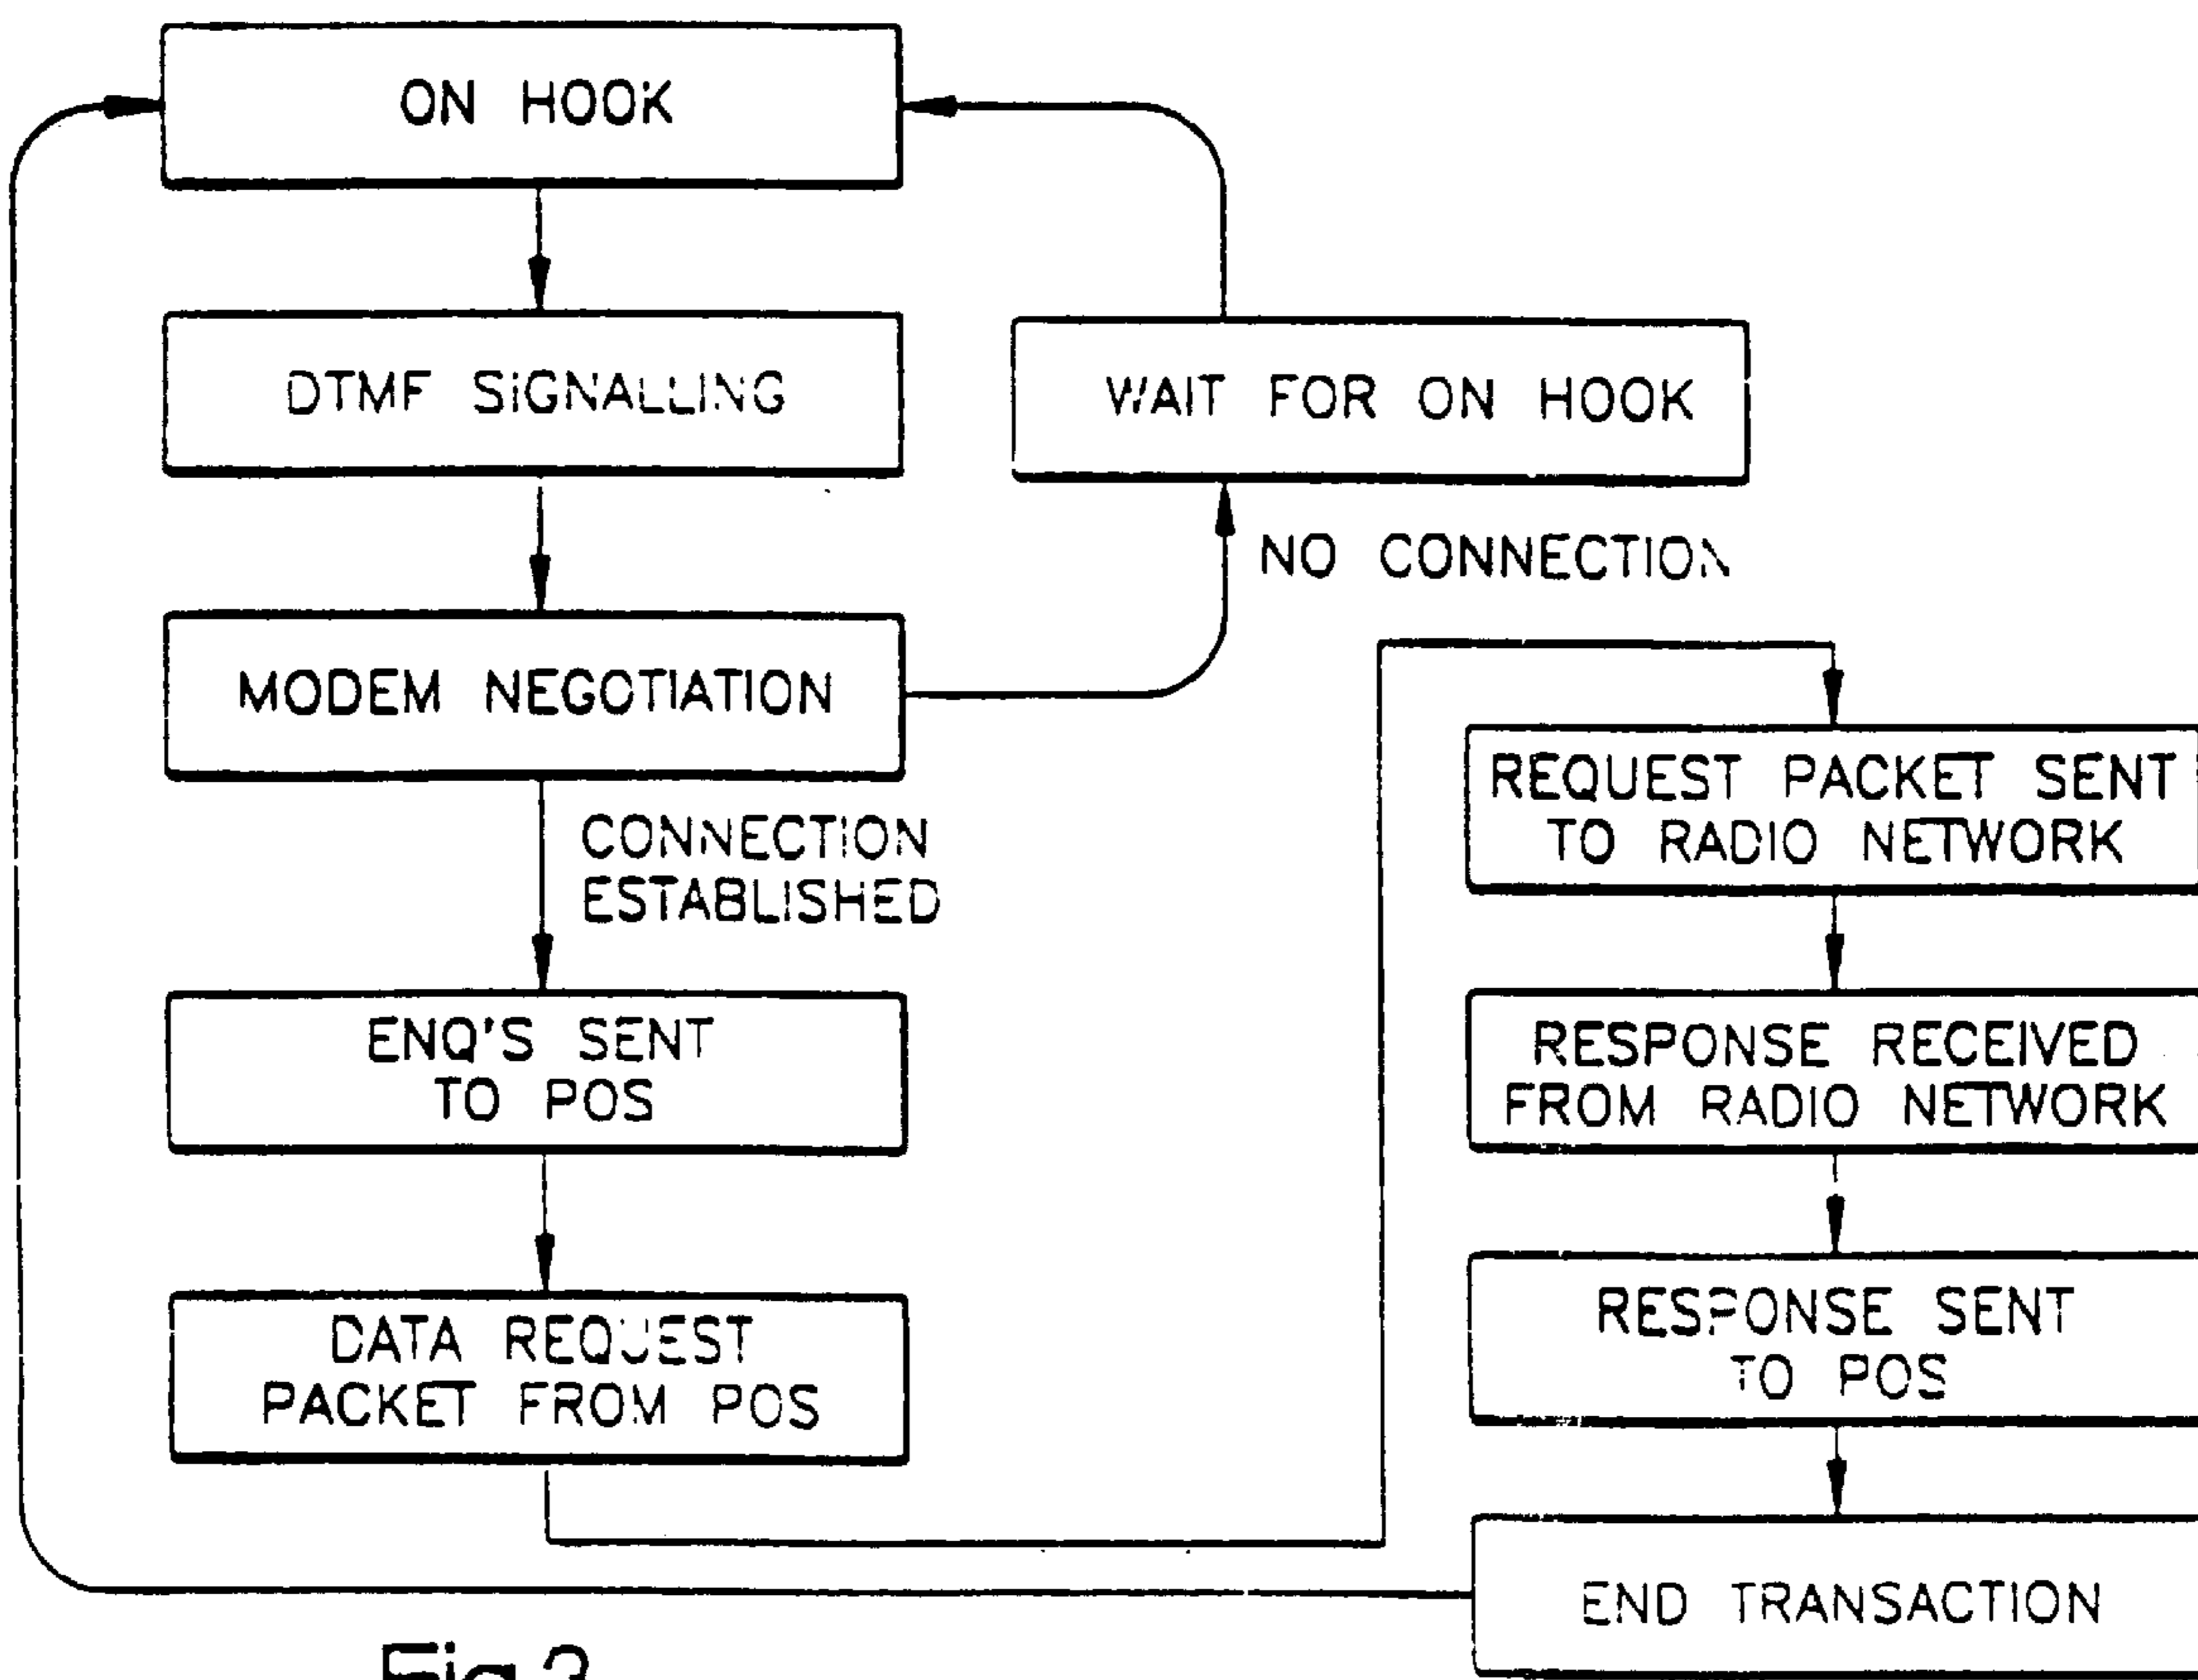 ON HOOK
DTMF SIGNALLING
WAIT FOR ON HOOK
NO CONNECTION
MODEM NEGOTIATION
CONNECTION
ESTABLISHED
ENQ'S SENT
TO POS
DATA REQUEST
PACKET FROM POS
REQUEST PACKET SENT
TO RADIO NETWORK
RESPONSE RECEIVED
FROM RADIO NETWORK
RESPONSE SENT
TO POS
END TRANSACTION
Fig